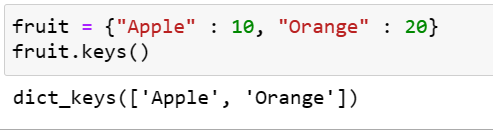 fruit = {"Apple" : 10, "Orange" : 20}
fruit.keys()
dict_keys(['Apple', 'Orange'])